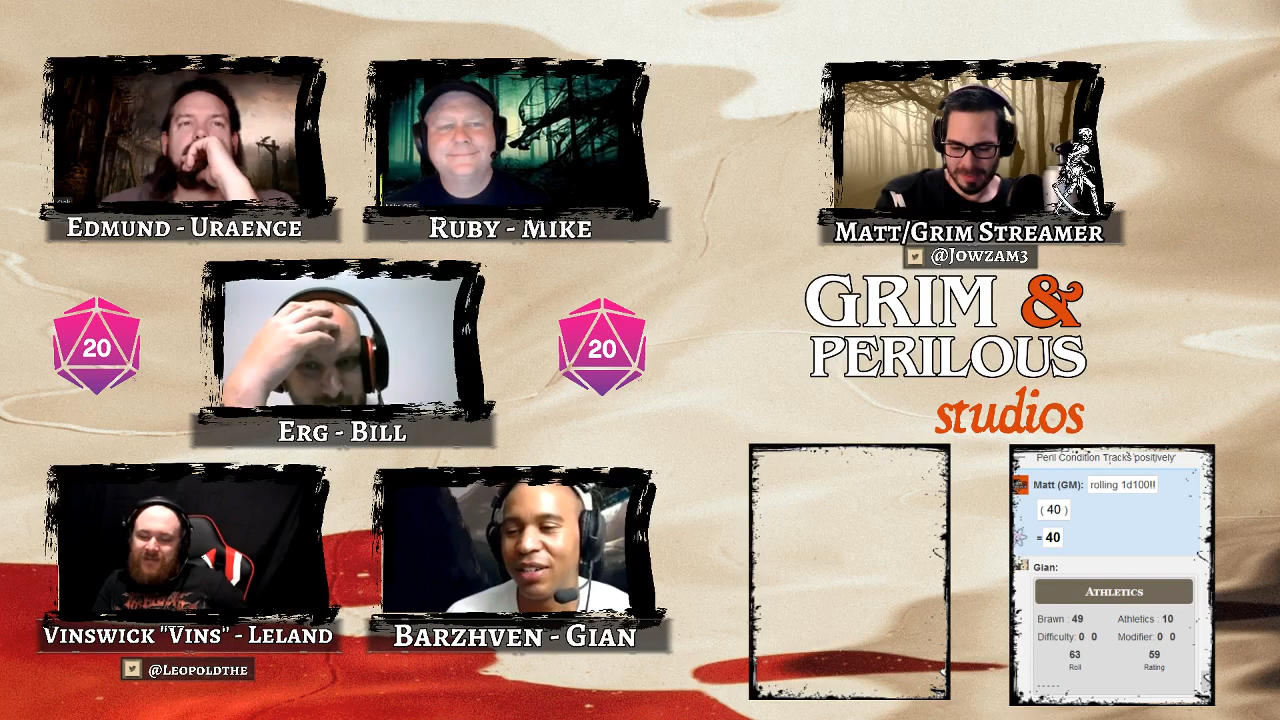 Edmund - Uraence
Ruby - Mike
Matt/Grim Streamer
@Jowzam3
20
Erg - Bill
20
GRIM &
PERILOUS
studios
Vinswick "Vins" - Leland
@Leopoldthe
Barzhven - Gian
Peril Condition Tracks positively
Matt (GM): rolling 1d100!!
( 40 )
= 40
Gian:
Athletics
Brawn : 49 Athletics : 10
Difficulty: 0 0 Modifier: 0 0
63 59
Roll Rating
- - - - -